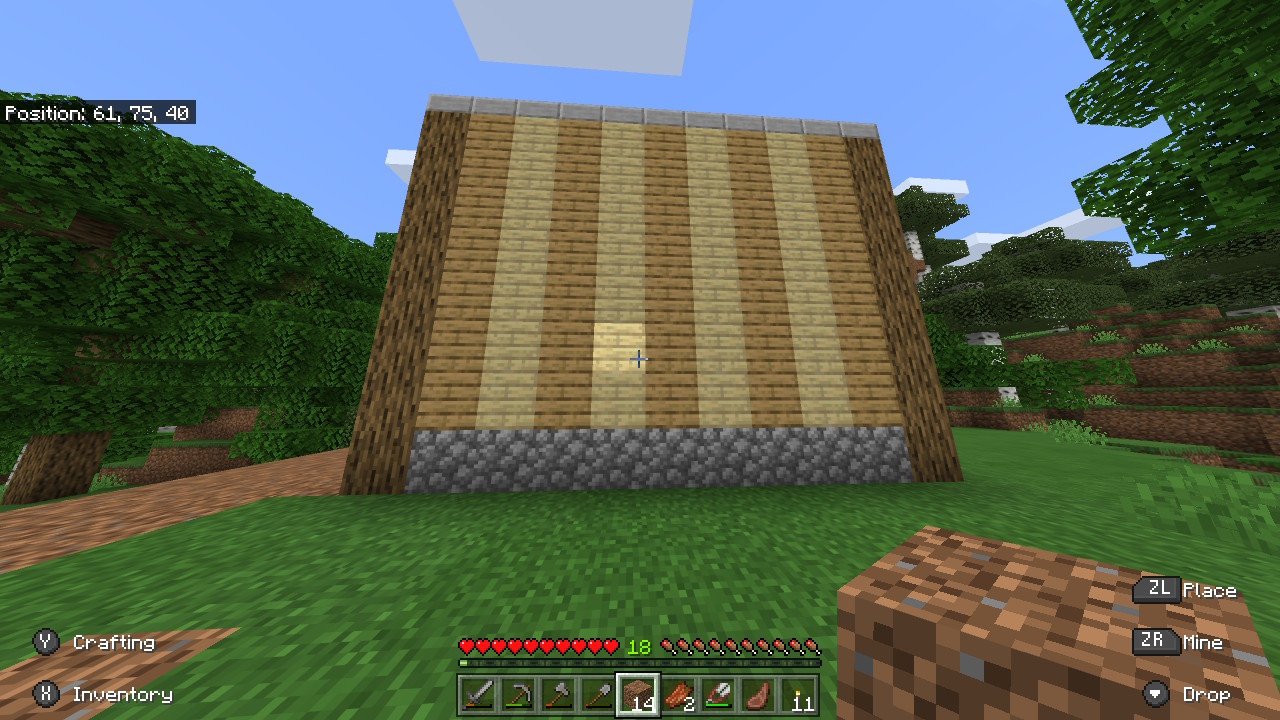 Position: 61, 75, 40
ZL Place
Y Crafting
ZR Mine
18
X Inventory
14
2
11
Drop